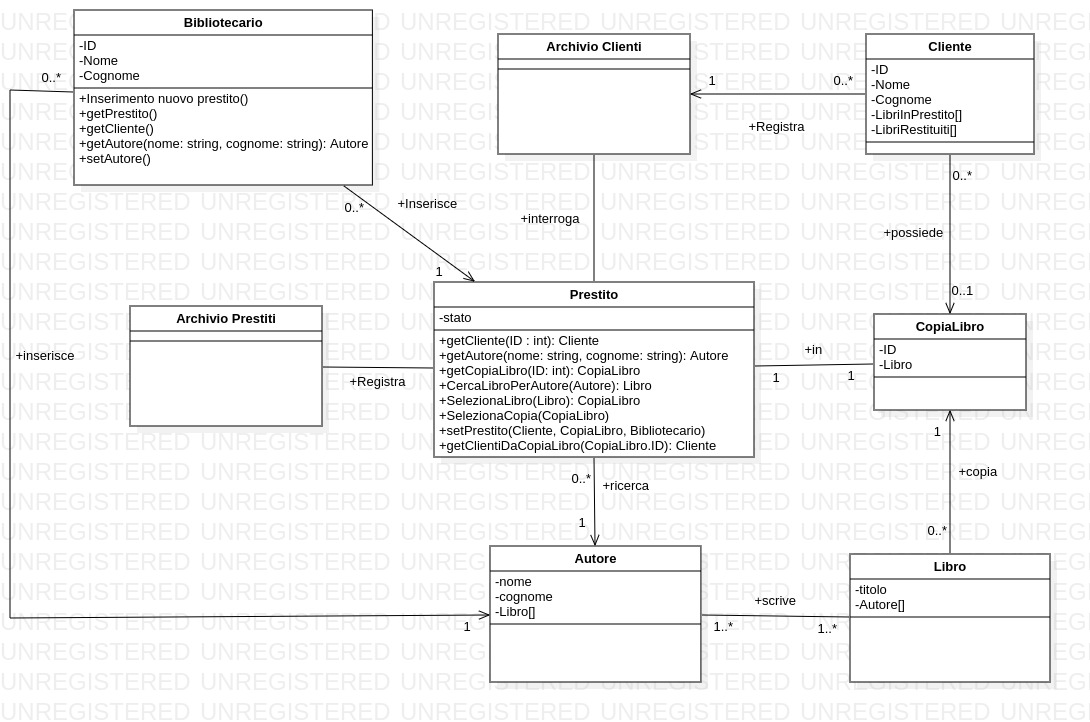 Bibliotecario
-ID
-Nome
-Cognome
+Inserimento nuovo prestito()
+getPrestito()
+getCliente()
+getAutore(nome: string, cognome: string): Autore
+setAutore()
Archivio Clienti
Cliente
-ID
-Nome
-Cognome
-LibriInPrestito[]
-LibriRestituiti[]
0..*
1
0..*
+Registra
0..*
+Inserisce
1
+interroga
0..*
+possiede
0..1
Archivio Prestiti
+Registra
+inserisce
Prestito
-stato
+getCliente(ID : int): Cliente
+getAutore(nome: string, cognome: string): Autore
+getCopiaLibro(ID: int): CopiaLibro
+CercaLibroPerAutore(Autore): Libro
+SelezionaLibro(Libro): CopiaLibro
+SelezionaCopia(CopiaLibro)
+setPrestito(Cliente, CopiaLibro, Bibliotecario)
+getClientiDaCopiaLibro(CopiaLibro.ID): Cliente
+in
1
1
CopiaLibro
-ID
-Libro
1
+copia
0..*
0..*
+ricerca
1
Autore
-nome
-cognome
-Libro[]
1
+scrive
1..*
1..*
Libro
-titolo
-Autore[]
UNREGISTERED UNREGISTERED UNREGISTERED UNREGISTERED UNREGISTERED